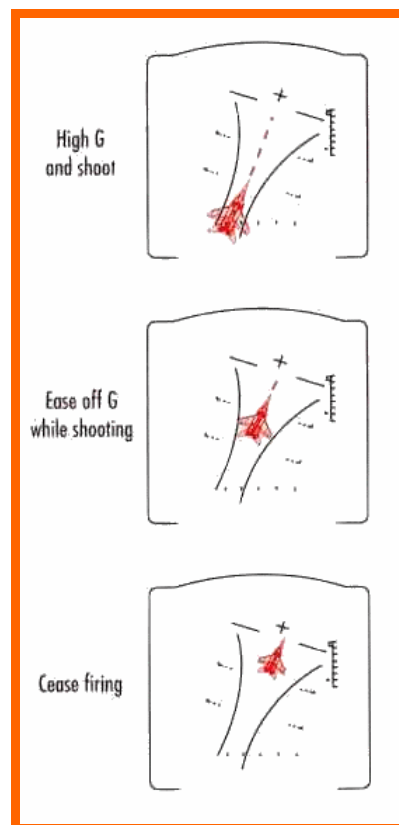 High G
and shoot
Ease off G
while shooting
Cease firing